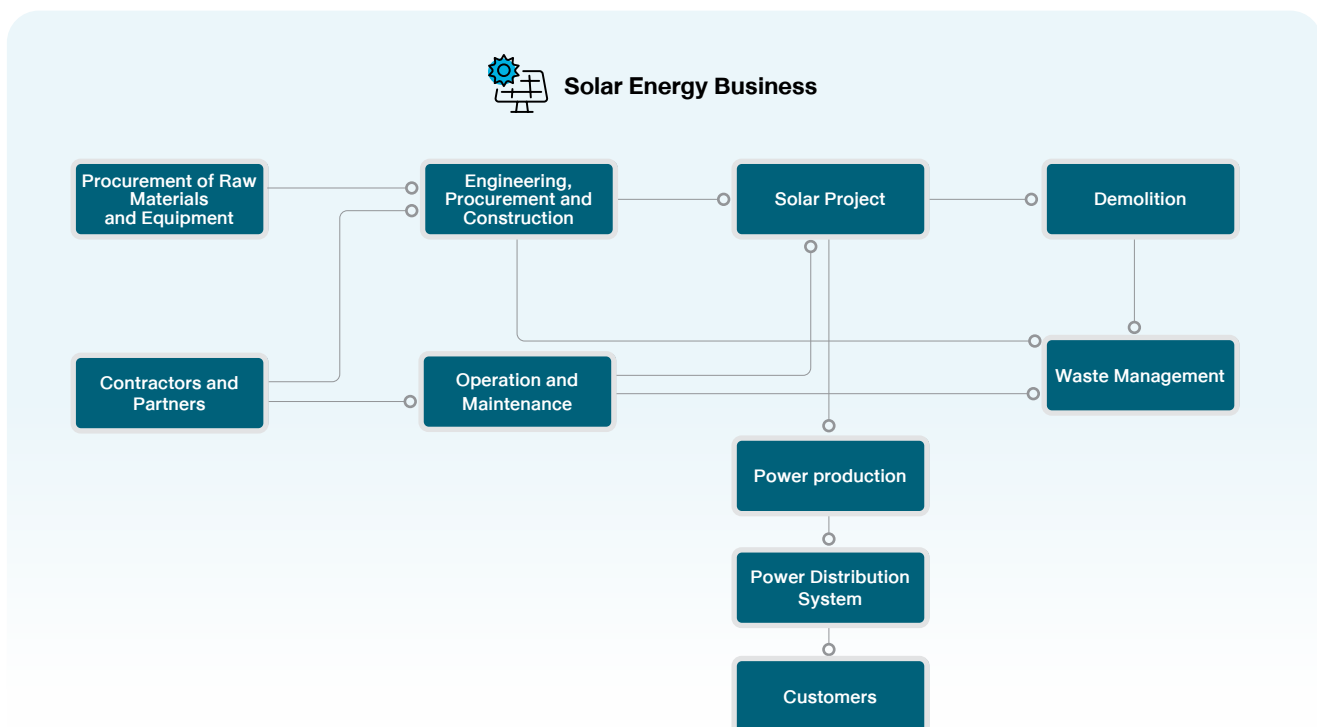 Solar Energy Business
Procurement of Raw
Materials
and Equipment
Engineering,
Procurement and
Construction
Solar Project
Demolition
Contractors and
Partners
Operation and
Maintenance
Waste Management
Power production
Power Distribution
System
Customers